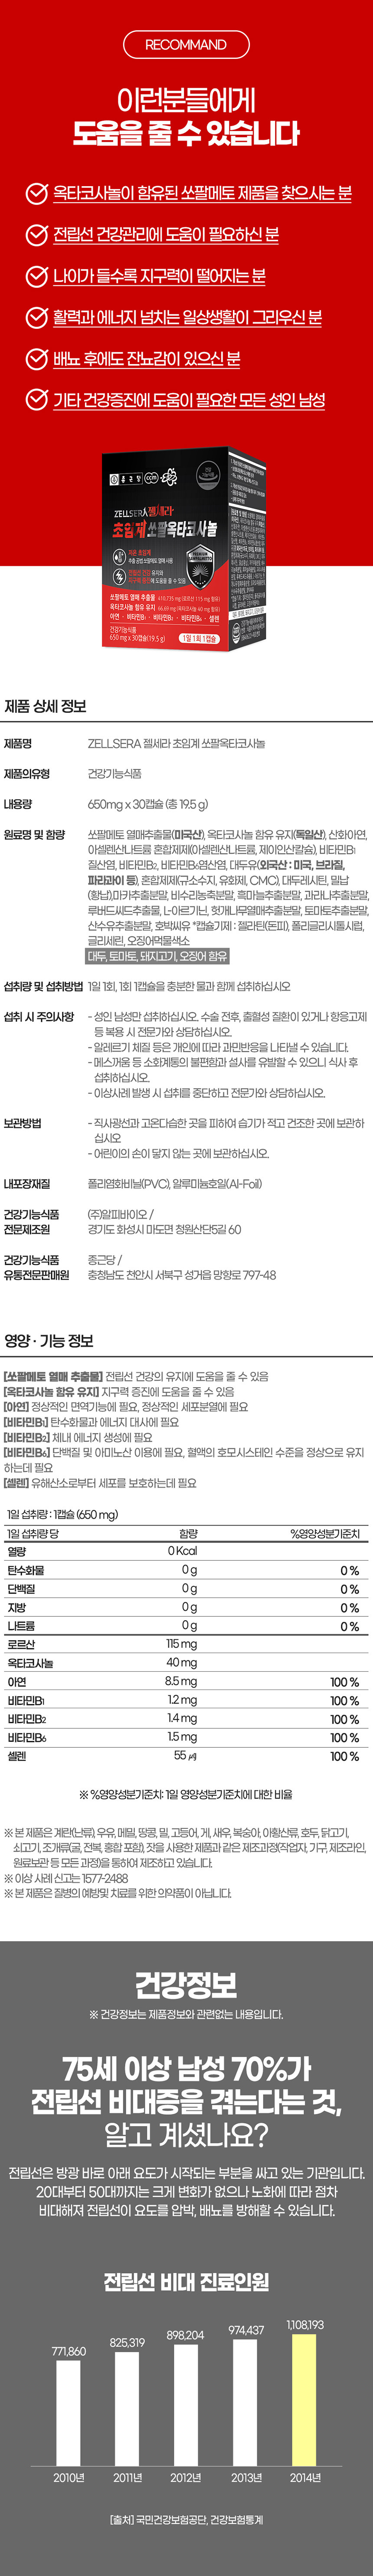 RECOMMAND
이런분들에게
도움을 줄 수 있습니다
옥타코사놀이 함유된 쏘팔메토 제품을 찾으시는 분
전립선 건강관리에 도움이 필요하신 분
나이가 들수록 지구력이 떨어지는 분
활력과 에너지 넘치는 일상생활이 그리우신 분
배뇨 후에도 잔뇨감이 있으신 분
기타 건강증진에 도움이 필요한 모든 성인 남성
종근당
ccm
ZELLSERA 젤세라
초임계 쏘팔옥타코사놀
쏘팔메토 열매 추출물
옥타코사놀 함유 유지
아연 · 비타민B₁ · 비타민B₂ · 비타민B₆ · 셀렌
건강기능식품
650 mg x 30캡슐(19.5 g)
1일 1회 1캡슐
제품 상세 정보
제품명 ZELLSERA 젤세라 초임계 쏘팔옥타코사놀
제품의유형 건강기능식품
내용량 650mg x 30캡슐 (총 19.5 g)
원료명 및 함량 쏘팔메토 열매추출물(미국산), 옥타코사놀 함유 유지(독일산), 산화아연,
아셀렌산나트륨 혼합제제(아셀렌산나트륨, 제이인산칼슘), 비타민B₁
질산염, 비타민B₂, 비타민B₆염산염, 대두유(외국산 : 미국, 브라질,
파라과이 등), 혼합제제(규소수지, 유화제, CMC), 대두레시틴, 밀납
(황납),마카추출분말, 비수리농축분말, 흑마늘추출분말, 과라나추출분말,
루버드씨드추출물, L-아르기닌, 헛개나무열매추출분말, 토마토추출분말,
산수유추출분말, 호박씨유 *캡슐기제 : 젤라틴(돈피), 폴리글리시톨시럽,
글리세린, 오징어먹물색소
대두, 토마토, 돼지고기, 오징어 함유
섭취량 및 섭취방법 1일 1회, 1회 1캡슐을 충분한 물과 함께 섭취하십시오
섭취 시 주의사항 - 성인 남성만 섭취하십시오. 수술 전후, 출혈성 질환이 있거나 항응고제
등 복용 시 전문가와 상담하십시오.
- 알레르기 체질 등은 개인에 따라 과민반응을 나타낼 수 있습니다.
- 메스꺼움 등 소화계통의 불편함과 설사를 유발할 수 있으니 식사 후
섭취하십시오.
- 이상사례 발생 시 섭취를 중단하고 전문가와 상담하십시오.
보관방법 - 직사광선과 고온다습한 곳을 피하여 습기가 적고 건조한 곳에 보관하
십시오
- 어린이의 손이 닿지 않는 곳에 보관하십시오.
내포장재질 폴리염화비닐(PVC), 알루미늄호일(Al-Foil)
건강기능식품 (주)알피바이오 /
전문제조원 경기도 화성시 마도면 청원산단5길 60
건강기능식품 종근당 /
유통전문판매원 충청남도 천안시 서북구 성거읍 망향로 797-48
영양 · 기능 정보
[쏘팔메토 열매 추출물] 전립선 건강의 유지에 도움을 줄 수 있음
[옥타코사놀 함유 유지] 지구력 증진에 도움을 줄 수 있음
[아연] 정상적인 면역기능에 필요, 정상적인 세포분열에 필요
[비타민B₁] 탄수화물과 에너지 대사에 필요
[비타민B₂] 체내 에너지 생성에 필요
[비타민B₆] 단백질 및 아미노산 이용에 필요, 혈액의 호모시스테인 수준을 정상으로 유지
하는데 필요
[셀렌] 유해산소로부터 세포를 보호하는데 필요
1일 섭취량 : 1캡슐 (650 mg)
1일 섭취량 당 함량 %영양성분기준치
열량 0 Kcal
탄수화물 0 g 0 %
단백질 0 g 0 %
지방 0 g 0 %
나트륨 0 g 0 %
로르산 115 mg
옥타코사놀 40 mg
아연 8.5 mg 100 %
비타민B₁ 1.2 mg 100 %
비타민B₂ 1.4 mg 100 %
비타민B₆ 1.5 mg 100 %
셀렌 55 ㎍ 100 %
※ %영양성분기준치: 1일 영양성분기준치에 대한 비율
※ 본 제품은 계란(난류), 우유, 메밀, 땅콩, 밀, 고등어, 게, 새우, 복숭아, 아황산류, 호두, 닭고기,
쇠고기, 조개류(굴, 전복, 홍합 포함), 잣을 사용한 제품과 같은 제조과정(작업자, 기구, 제조라인,
원료보관 등 모든 과정)을 통하여 제조하고 있습니다.
※ 이상 사례 신고는 1577-2488
※ 본 제품은 질병의 예방및 치료를 위한 의약품이 아닙니다.
건강정보
※ 건강정보는 제품정보와 관련없는 내용입니다.
75세 이상 남성 70%가
전립선 비대증을 겪는다는 것,
알고 계셨나요?
전립선은 방광 바로 아래 요도가 시작되는 부분을 싸고 있는 기관입니다.
20대부터 50대까지는 크게 변화가 없으나 노화에 따라 점차
비대해져 전립선이 요도를 압박, 배뇨를 방해할 수 있습니다.
전립선 비대 진료인원
771,860 825,319 898,204 974,437 1,108,193
2010년 2011년 2012년 2013년 2014년
[출처] 국민건강보험공단, 건강보험통계